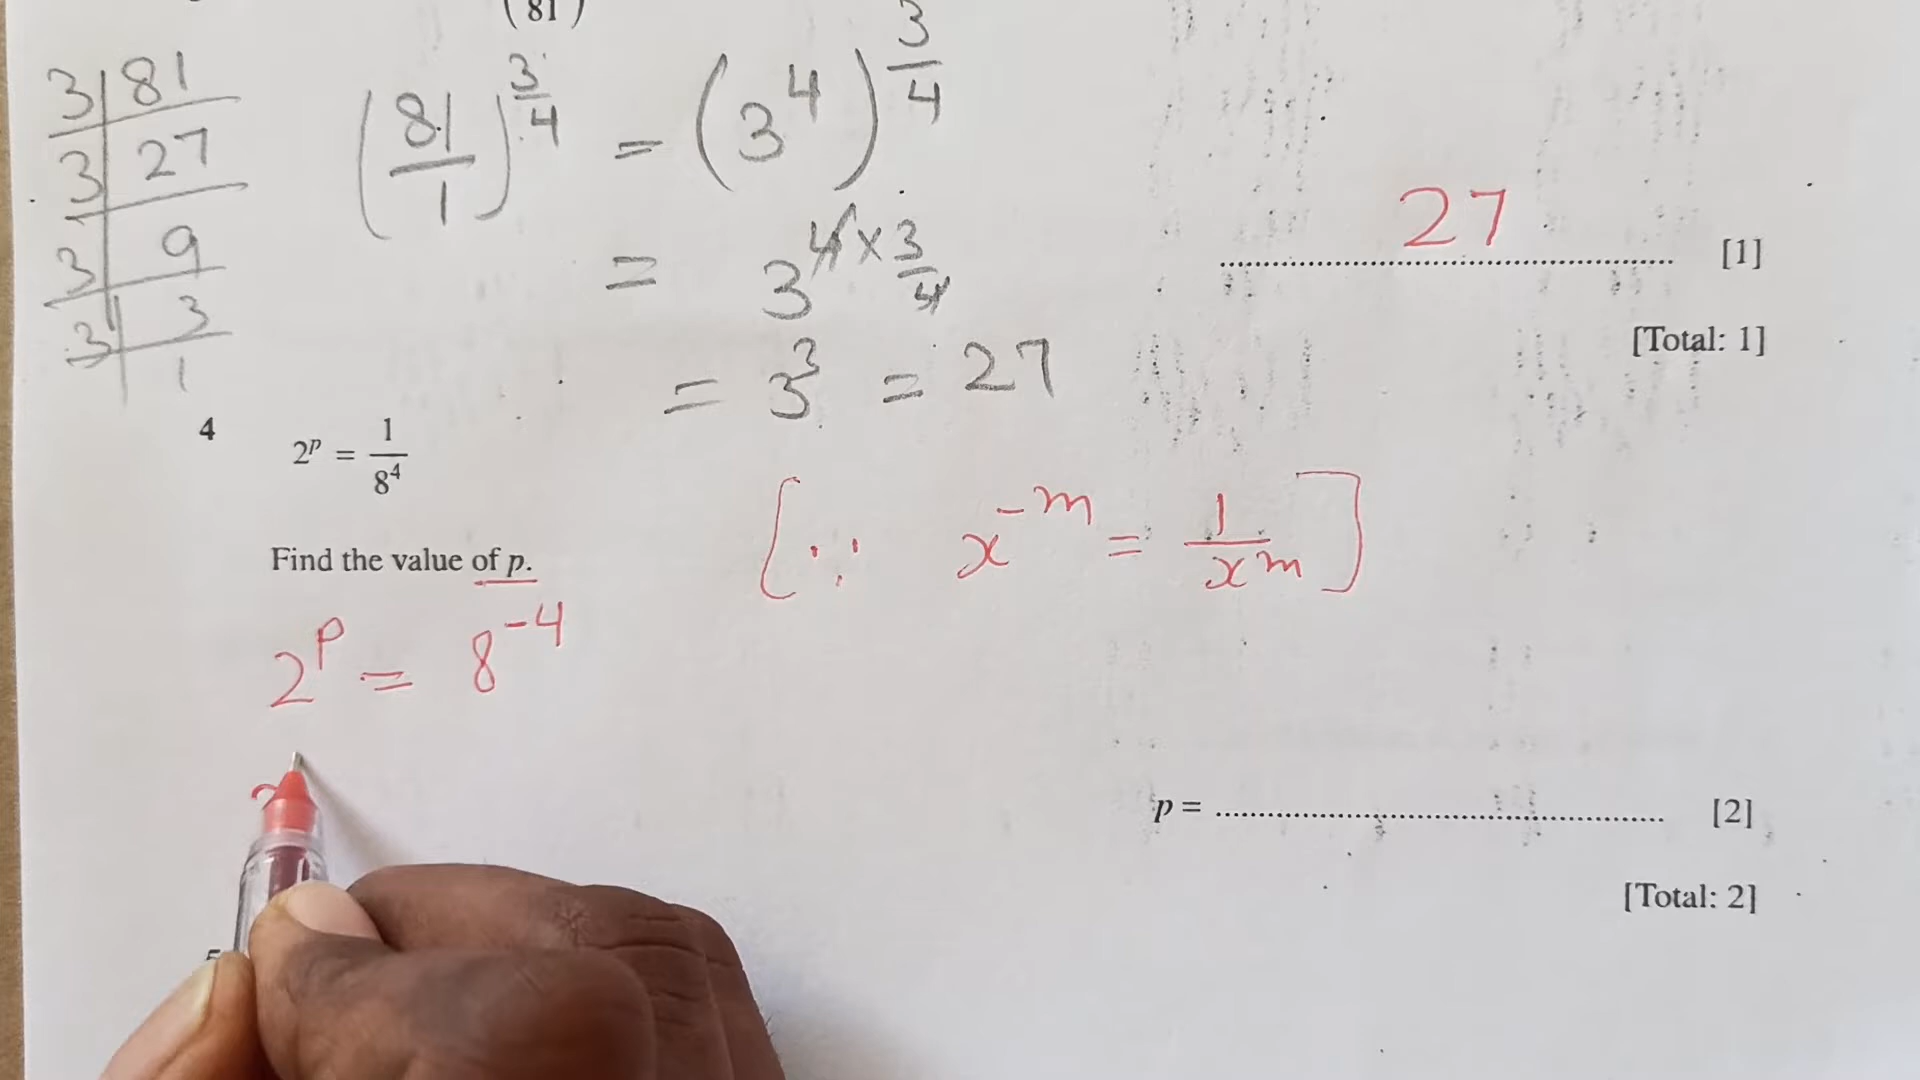 ( 81 )
3 | 81
3 | 27
3 | 9
3 | 3
1
(81/1)^(3/4) = (3^4)^(3/4)
= 3^(4 × 3/4)
= 3^3 = 27
27
[1]
[Total: 1]
4 2^p = 1/8^4
Find the value of p.
[∵ x^(-m) = 1/x^m]
2^p = 8^(-4)
p = .......... [2]
[Total: 2]